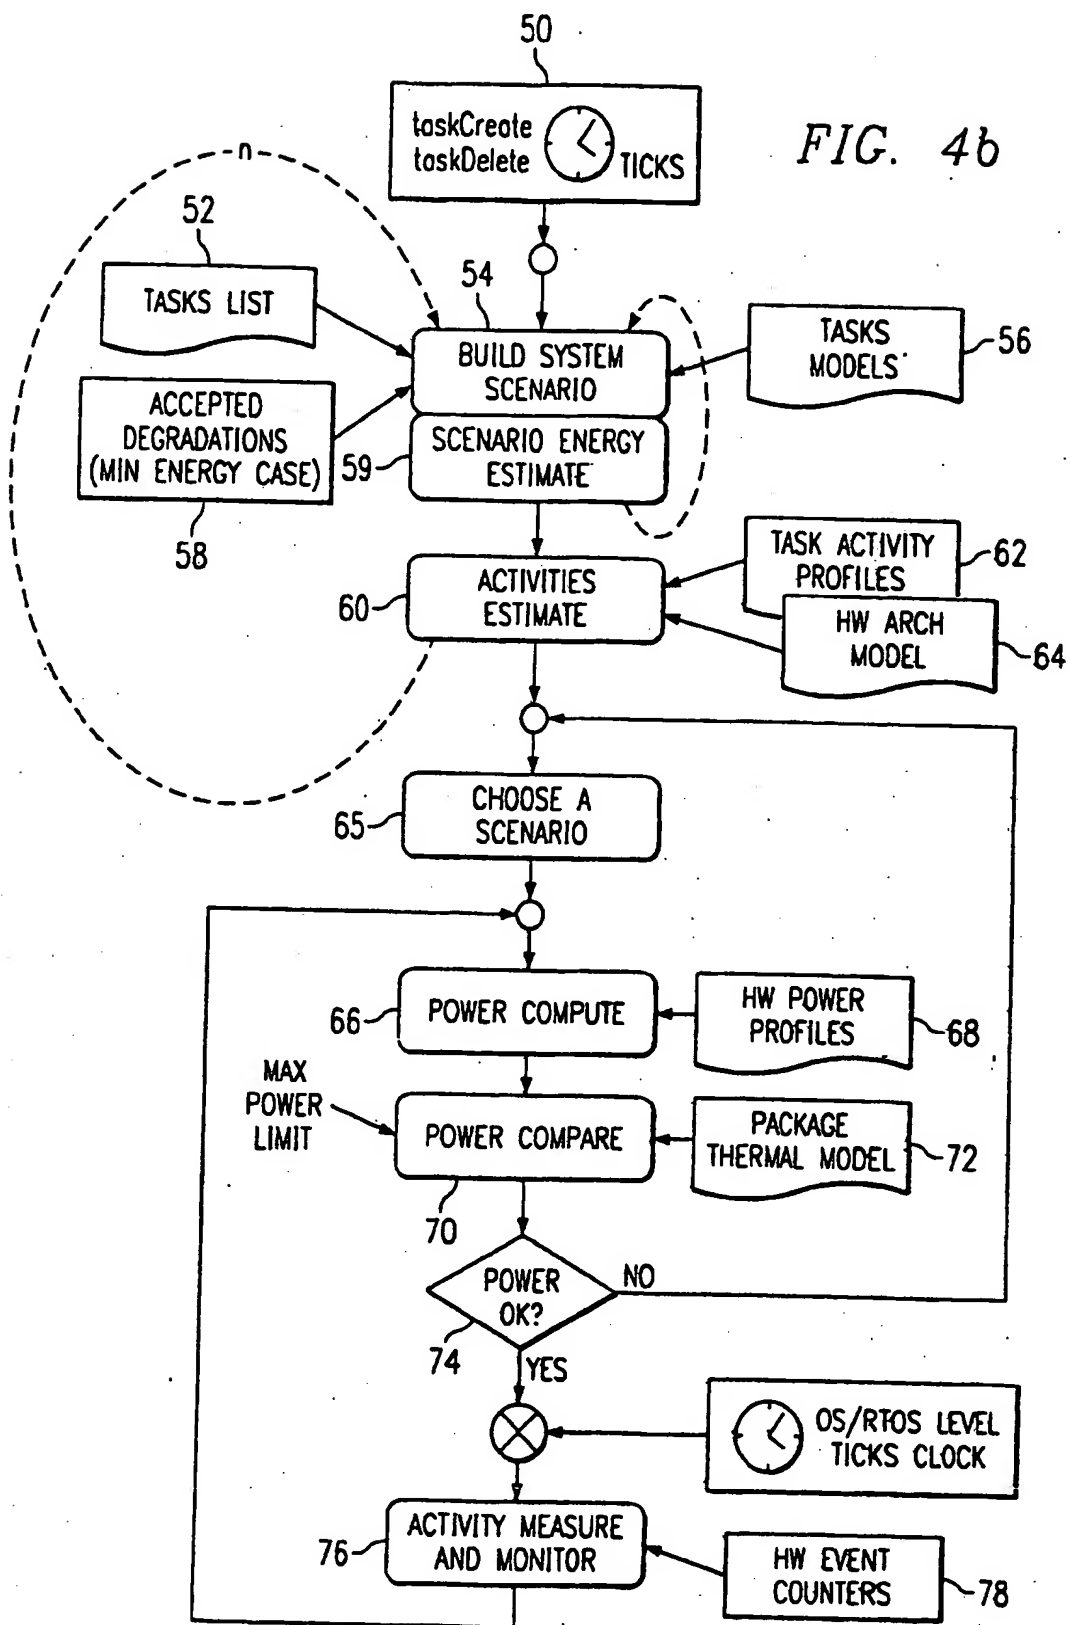 50
taskCreate
taskDelete
TICKS
FIG. 4b
n
52
TASKS LIST
54
BUILD SYSTEM
SCENARIO
TASKS
MODELS
56
ACCEPTED
DEGRADATIONS
(MIN ENERGY CASE)
58
59
SCENARIO ENERGY
ESTIMATE
60
ACTIVITIES
ESTIMATE
TASK ACTIVITY
PROFILES
62
HW ARCH
MODEL
64
65
CHOOSE A
SCENARIO
66
POWER COMPUTE
HW POWER
PROFILES
68
MAX
POWER
LIMIT
POWER COMPARE
70
PACKAGE
THERMAL MODEL
72
POWER
OK?
74
NO
YES
OS/RTOS LEVEL
TICKS CLOCK
76
ACTIVITY MEASURE
AND MONITOR
HW EVENT
COUNTERS
78